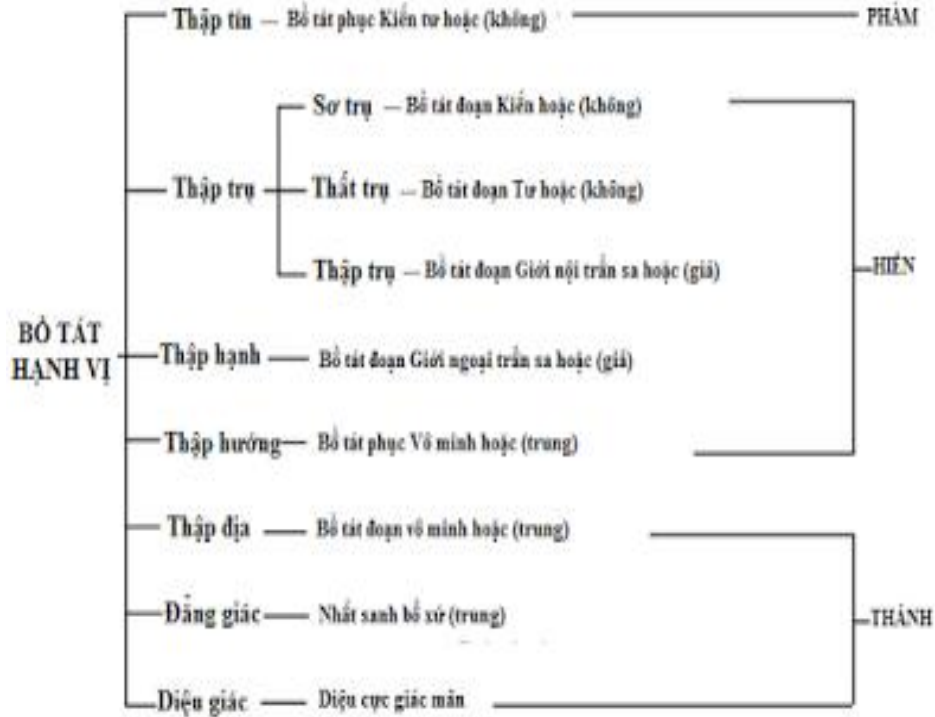 Thập tín — Bồ tát phục Kiến tư hoặc (không) PHÀM
Sơ trụ — Bồ tát đoạn Kiến hoặc (không)
Thập trụ — Thất trụ — Bồ tát đoạn Tư hoặc (không)
Thập trụ — Bồ tát đoạn Giới nội trần sa hoặc (giả)
HIỀN
BỒ TÁT
HẠNH VỊ
Thập hạnh — Bồ tát đoạn Giới ngoại trần sa hoặc (giả)
Thập hướng — Bồ tát phục Vô minh hoặc (trung)
Thập địa — Bồ tát đoạn vô minh hoặc (trung)
Đẳng giác — Nhất sanh bổ xứ (trung)
THÁNH
Diệu giác — Diệu cực giác mãn